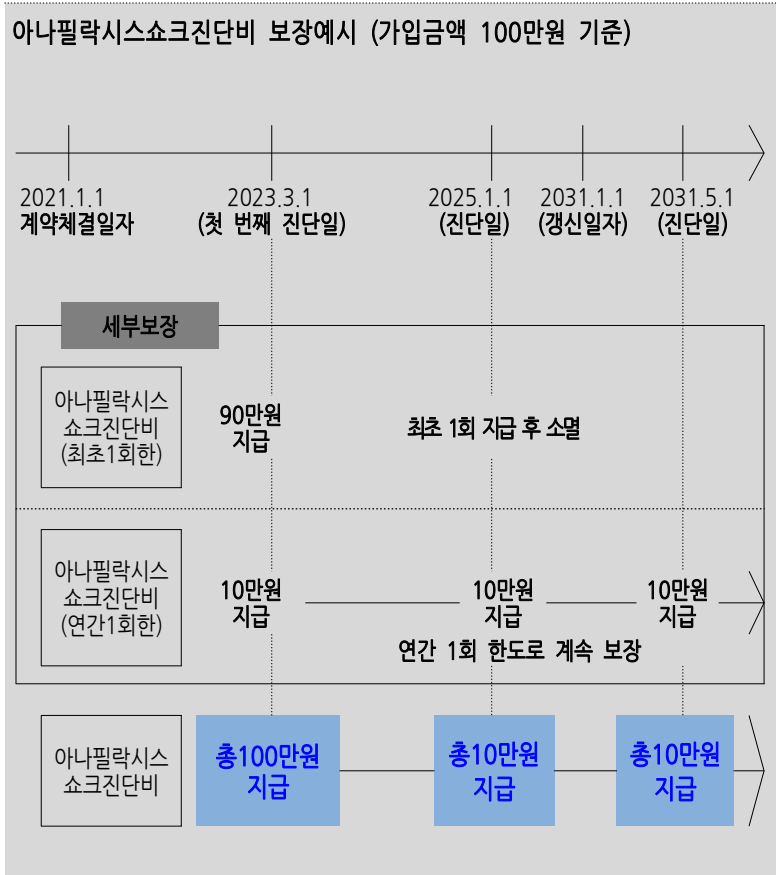 아나필락시스쇼크진단비 보장예시 (가입금액 100만원 기준)
2021.1.1
계약체결일자
2023.3.1
(첫 번째 진단일)
2025.1.1
(진단일)
2031.1.1
(갱신일자)
2031.5.1
(진단일)
세부보장
아나필락시스
쇼크진단비
(최초1회한)
90만원
지급
최초 1회 지급 후 소멸
아나필락시스
쇼크진단비
(연간1회한)
10만원
지급
10만원
지급
10만원
지급
연간 1회 한도로 계속 보장
아나필락시스
쇼크진단비
총100만원
지급
총10만원
지급
총10만원
지급